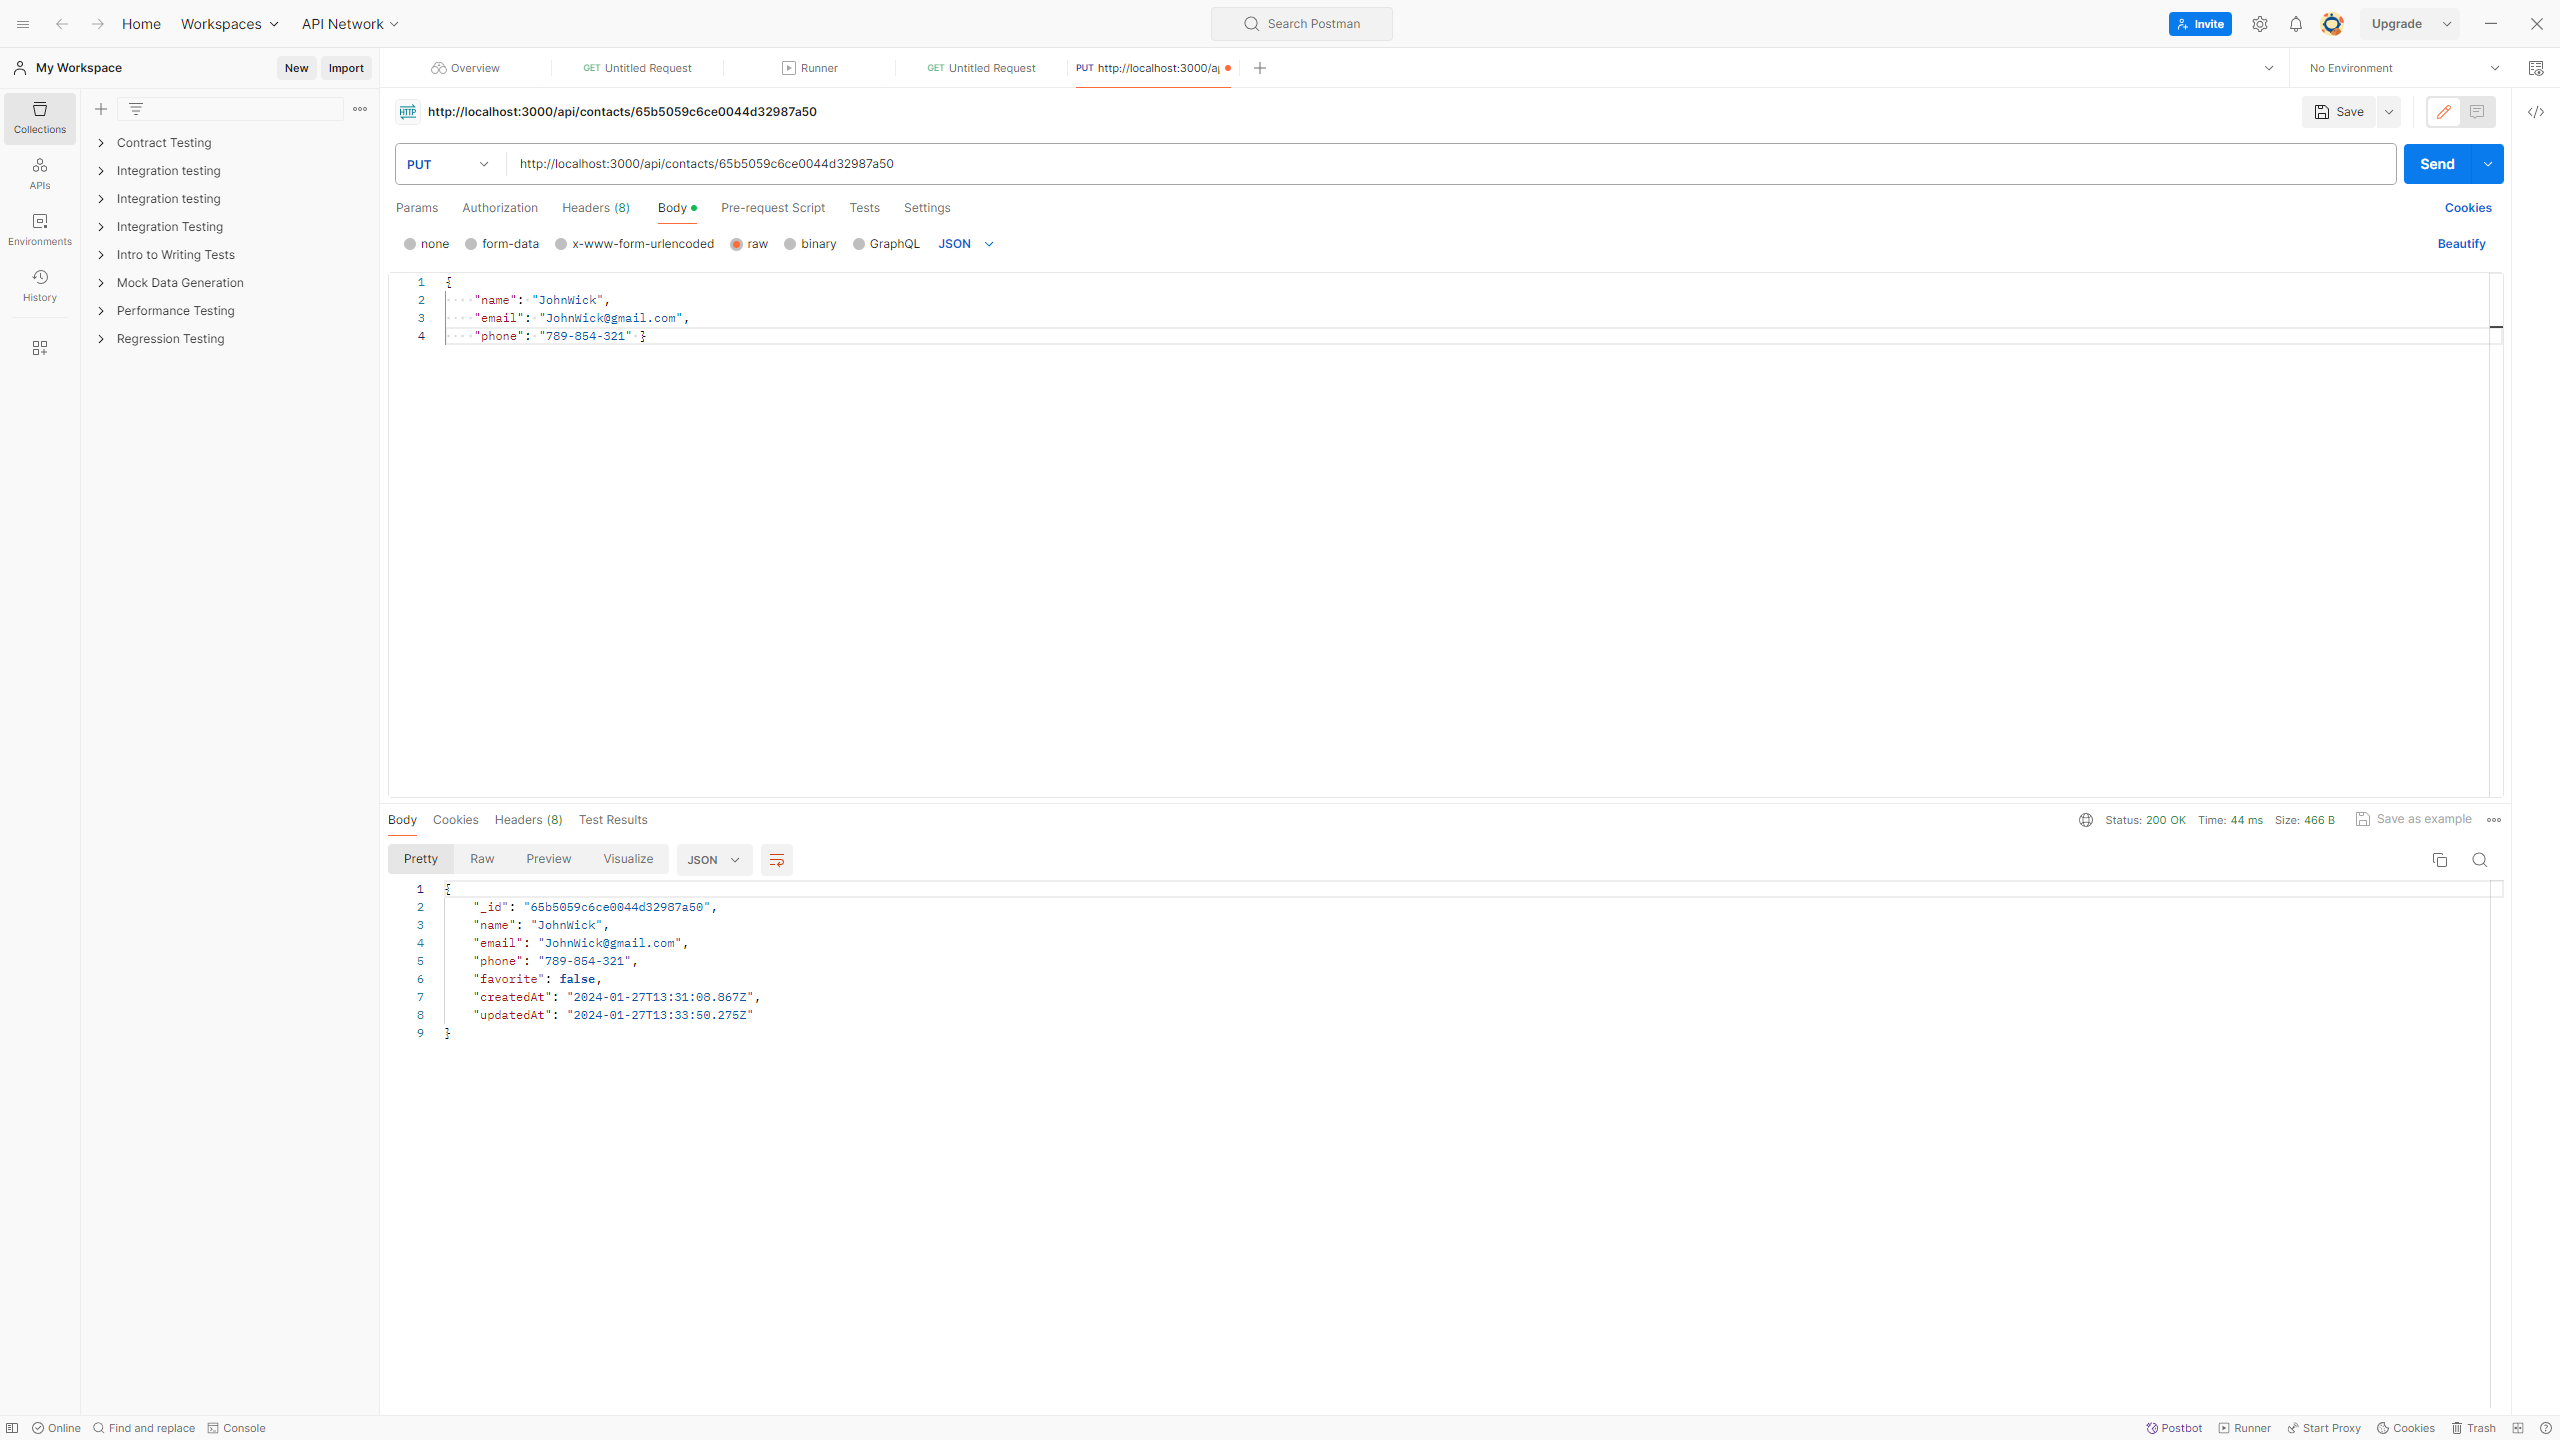 Home Workspaces API Network Search Postman Invite Upgrade
My Workspace New Import Overview GET Untitled Request Runner GET Untitled Request PUT http://localhost:3000/a No Environment
Collections
APIs
Environments
History
Contract Testing
Integration testing
Integration testing
Integration Testing
Intro to Writing Tests
Mock Data Generation
Performance Testing
Regression Testing
HTTP http://localhost:3000/api/contacts/65b5059c6ce0044d32987a50 Save
PUT http://localhost:3000/api/contacts/65b5059c6ce0044d32987a50 Send
Params Authorization Headers (8) Body Pre-request Script Tests Settings Cookies
none form-data x-www-form-urlencoded raw binary GraphQL JSON Beautify
1 {
2 "name": "JohnWick",
3 "email": "JohnWick@gmail.com",
4 "phone": "789-854-321" }
Body Cookies Headers (8) Test Results Status: 200 OK Time: 44 ms Size: 466 B Save as example
Pretty Raw Preview Visualize JSON
1 {
2 "_id": "65b5059c6ce0044d32987a50",
3 "name": "JohnWick",
4 "email": "JohnWick@gmail.com",
5 "phone": "789-854-321",
6 "favorite": false,
7 "createdAt": "2024-01-27T13:31:08.867Z",
8 "updatedAt": "2024-01-27T13:33:50.275Z"
9 }
Online Find and replace Console Postbot Runner Start Proxy Cookies Trash